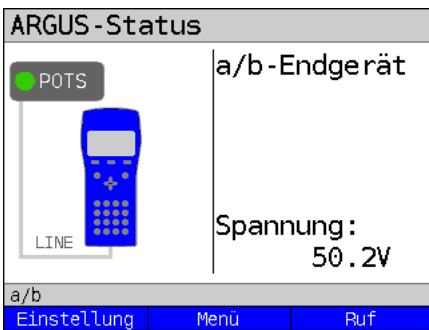 ARGUS-Status
POTS
LINE
a/b-Endgerät
Spannung:
50.2V
a/b
Einstellung Menü Ruf